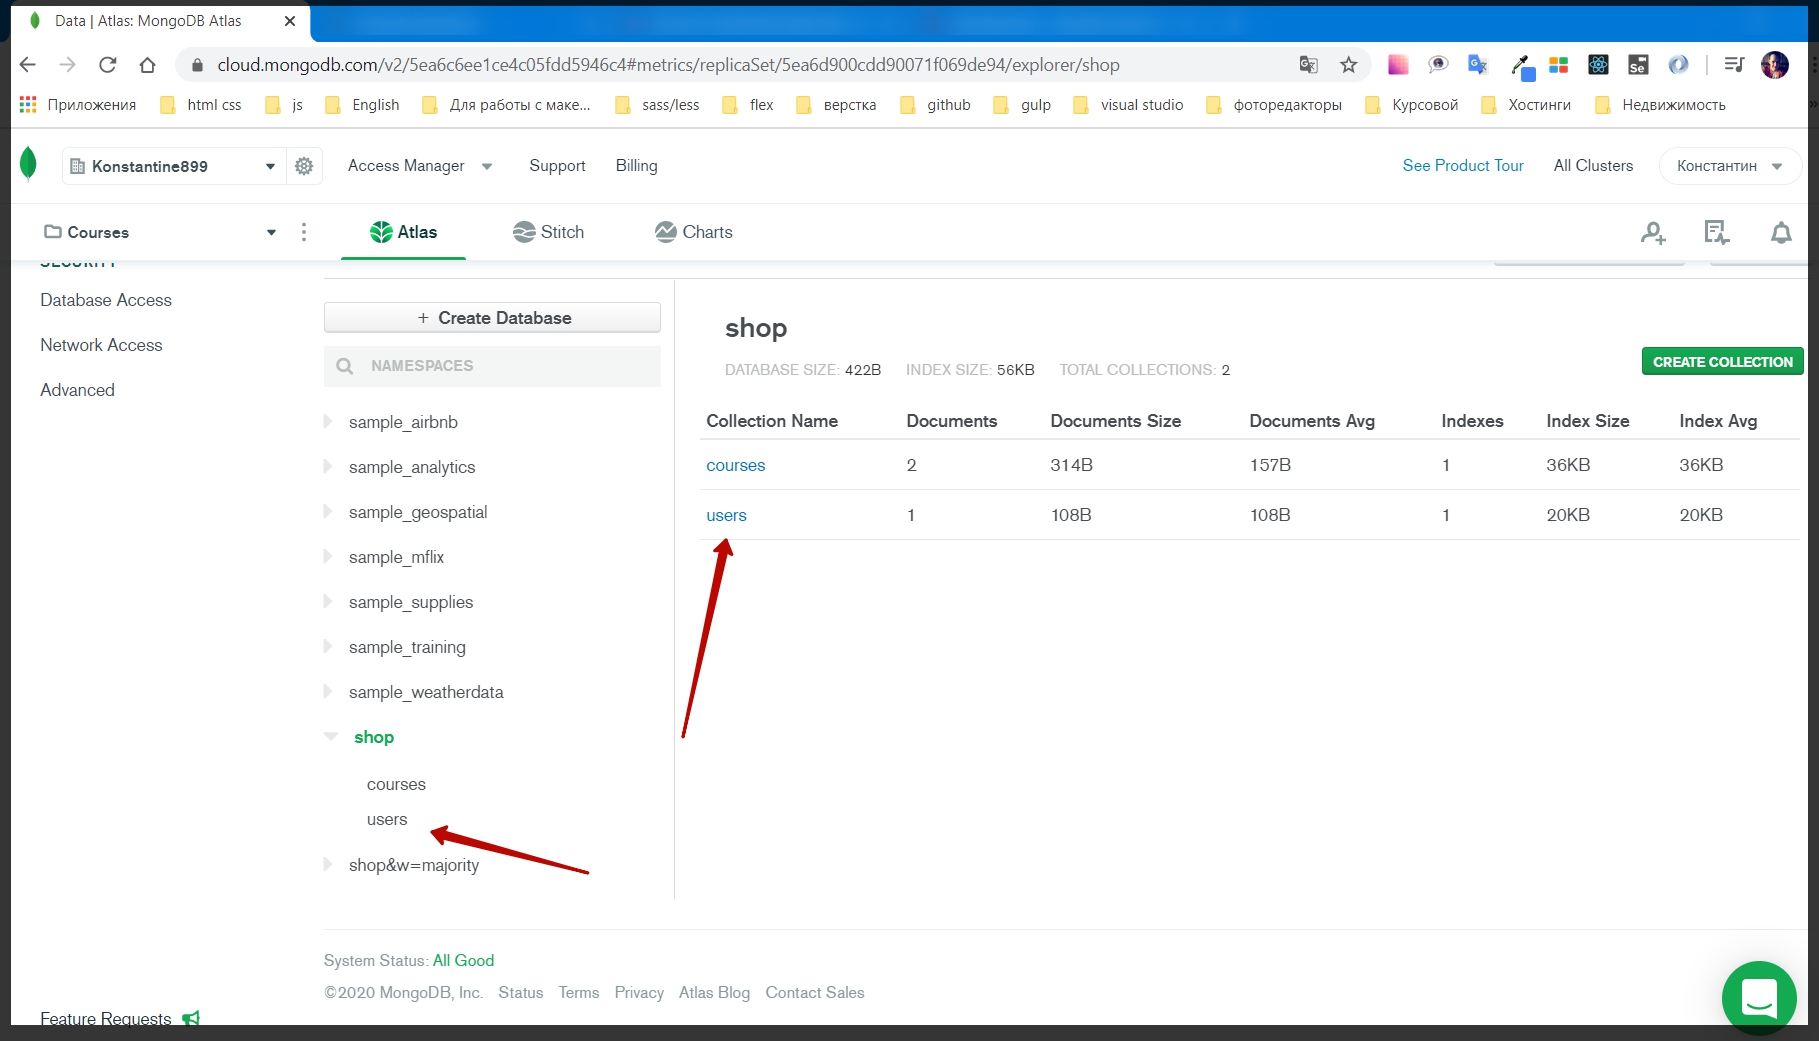 Data | Atlas: MongoDB Atlas
cloud.mongodb.com/v2/5ea6c6ee1ce4c05fdd5946c4#metrics/replicaSet/5ea6d900cdd90071f069de94/explorer/shop
Приложения html css js English Для работы с маке... sass/less flex верстка github gulp visual studio фоторедакторы Курсовой Хостинги Недвижимость »
Konstantine899 Access Manager Support Billing See Product Tour All Clusters Константин
Courses Atlas Stitch Charts
SECURITY
Database Access
Network Access
Advanced
Feature Requests
+ Create Database
NAMESPACES
sample_airbnb
sample_analytics
sample_geospatial
sample_mflix
sample_supplies
sample_training
sample_weatherdata
shop
courses
users
shop&w=majority
shop
DATABASE SIZE: 422B INDEX SIZE: 56KB TOTAL COLLECTIONS: 2
CREATE COLLECTION
Collection Name Documents Documents Size Documents Avg Indexes Index Size Index Avg
courses 2 314B 157B 1 36KB 36KB
users 1 108B 108B 1 20KB 20KB
System Status: All Good
©2020 MongoDB, Inc. Status Terms Privacy Atlas Blog Contact Sales